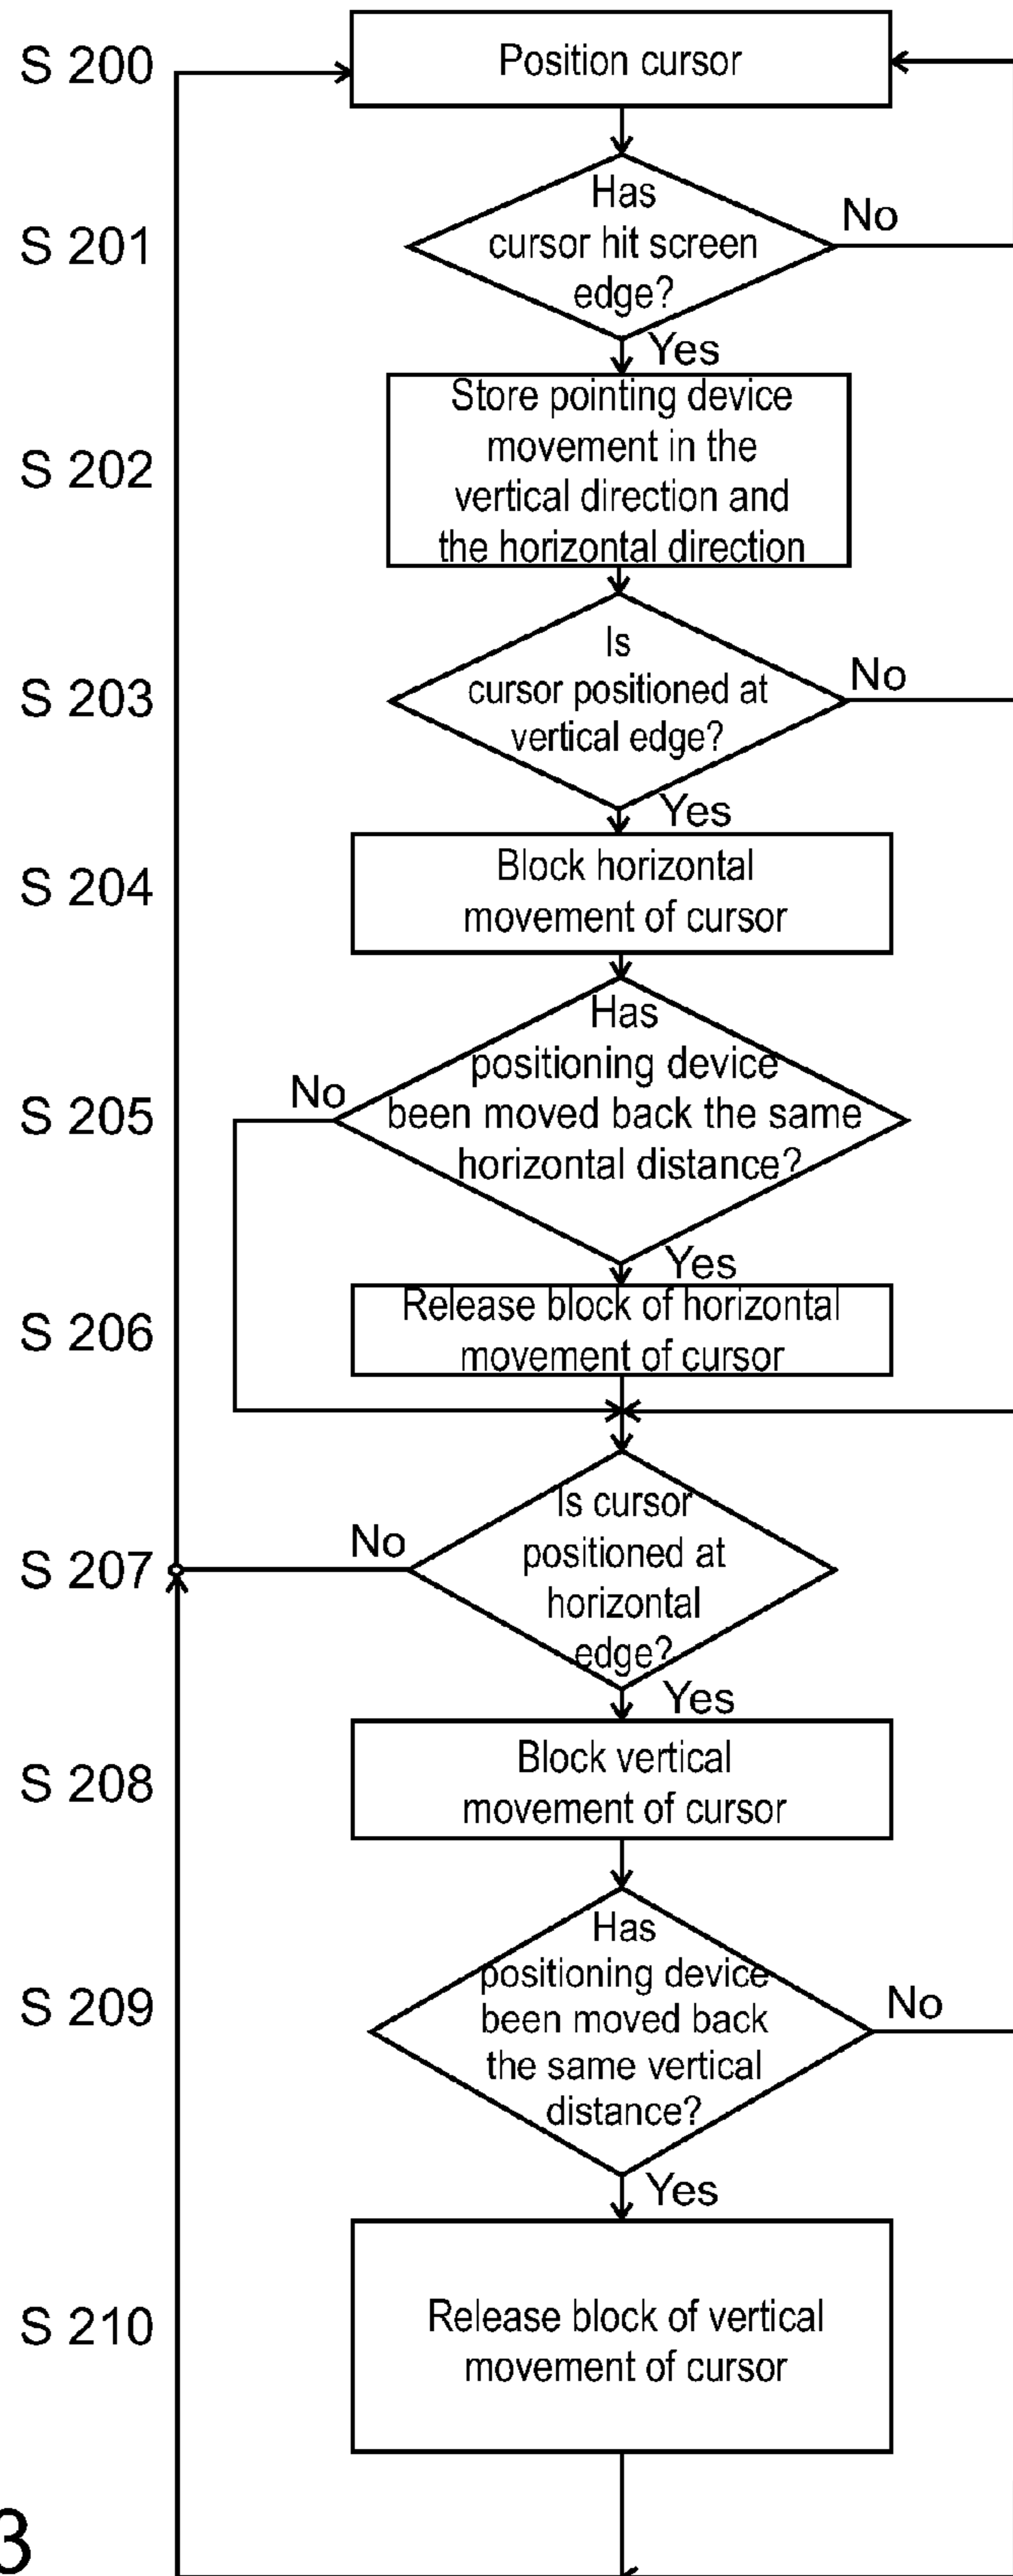 S 200
Position cursor
S 201
Has
cursor hit screen
edge?
No
Yes
S 202
Store pointing device
movement in the
vertical direction and
the horizontal direction
S 203
Is
cursor positioned at
vertical edge?
No
Yes
S 204
Block horizontal
movement of cursor
S 205
Has
positioning device
been moved back the same
horizontal distance?
No
Yes
S 206
Release block of horizontal
movement of cursor
S 207
Is cursor
positioned at
horizontal
edge?
No
Yes
S 208
Block vertical
movement of cursor
S 209
Has
positioning device
been moved back
the same vertical
distance?
No
Yes
S 210
Release block of vertical
movement of cursor
3